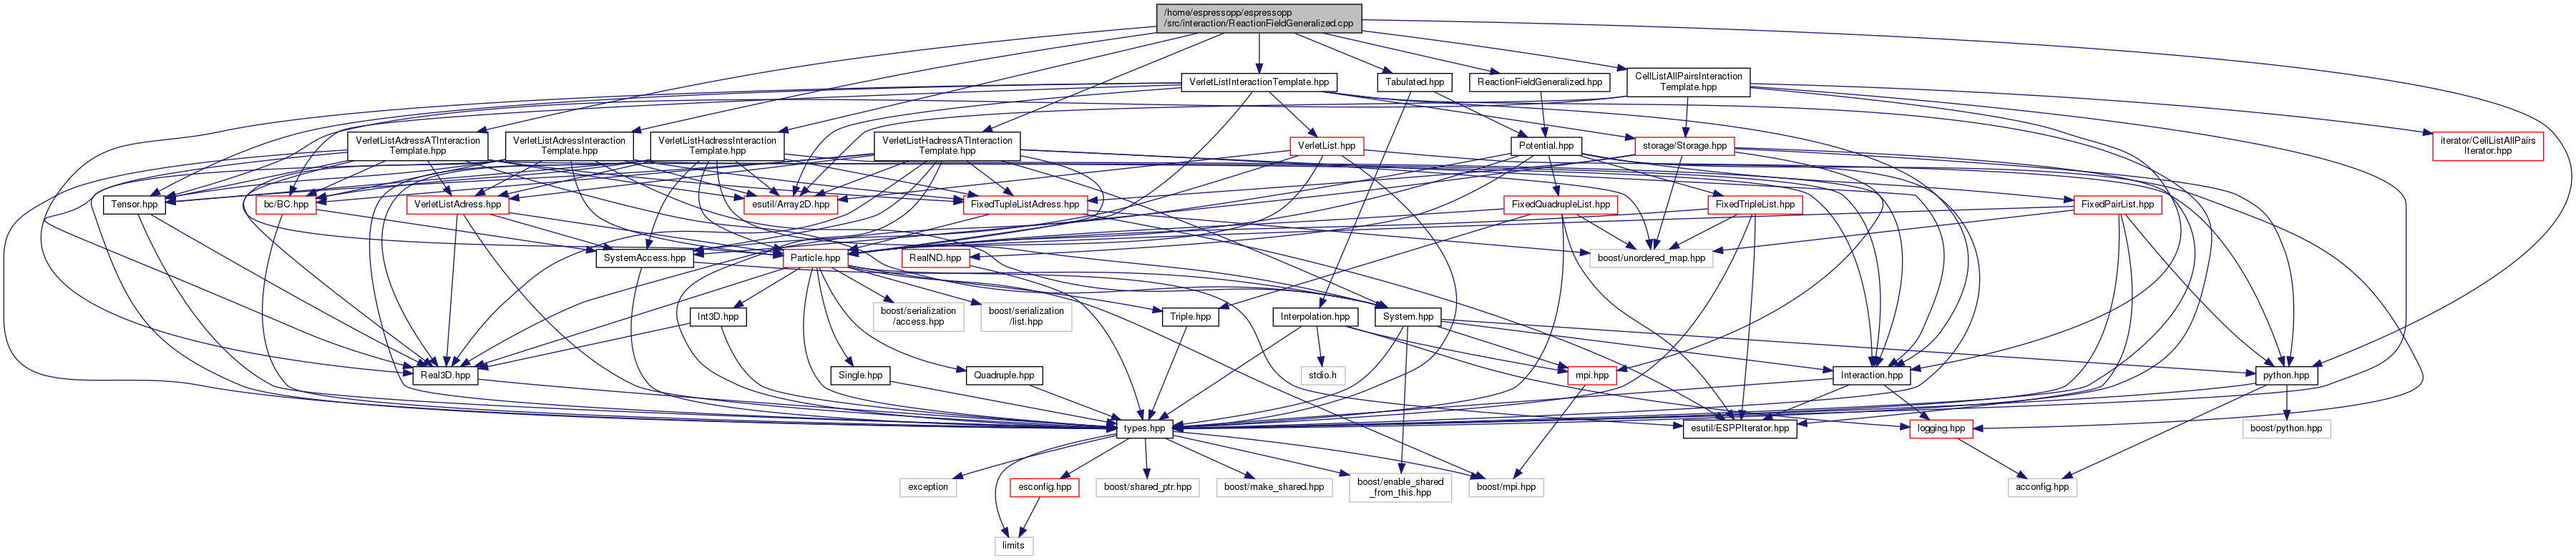 /home/espressopp/espressopp
/src/interaction/ReactionFieldGeneralized.cpp
VerletListInteractionTemplate.hpp
Tabulated.hpp
ReactionFieldGeneralized.hpp
CellListAllPairsInteraction
Template.hpp
VerletListAdressATInteraction
Template.hpp
VerletListAdressInteraction
Template.hpp
VerletListHadressInteraction
Template.hpp
VerletListHadressATInteraction
Template.hpp
VerletList.hpp
Potential.hpp
storage/Storage.hpp
iterator/CellListAllPairs
Iterator.hpp
Tensor.hpp
bc/BC.hpp
VerletListAdress.hpp
esutil/Array2D.hpp
FixedTupleListAdress.hpp
FixedQuadrupleList.hpp
FixedTripleList.hpp
FixedPairList.hpp
SystemAccess.hpp
Particle.hpp
RealND.hpp
boost/unordered_map.hpp
Int3D.hpp
boost/serialization
/access.hpp
boost/serialization
/list.hpp
Triple.hpp
Interpolation.hpp
System.hpp
Real3D.hpp
Single.hpp
Quadruple.hpp
stdio.h
mpi.hpp
Interaction.hpp
python.hpp
types.hpp
esutil/ESPPIterator.hpp
logging.hpp
boost/python.hpp
exception
esconfig.hpp
boost/shared_ptr.hpp
boost/make_shared.hpp
boost/enable_shared
_from_this.hpp
boost/mpi.hpp
acconfig.hpp
limits